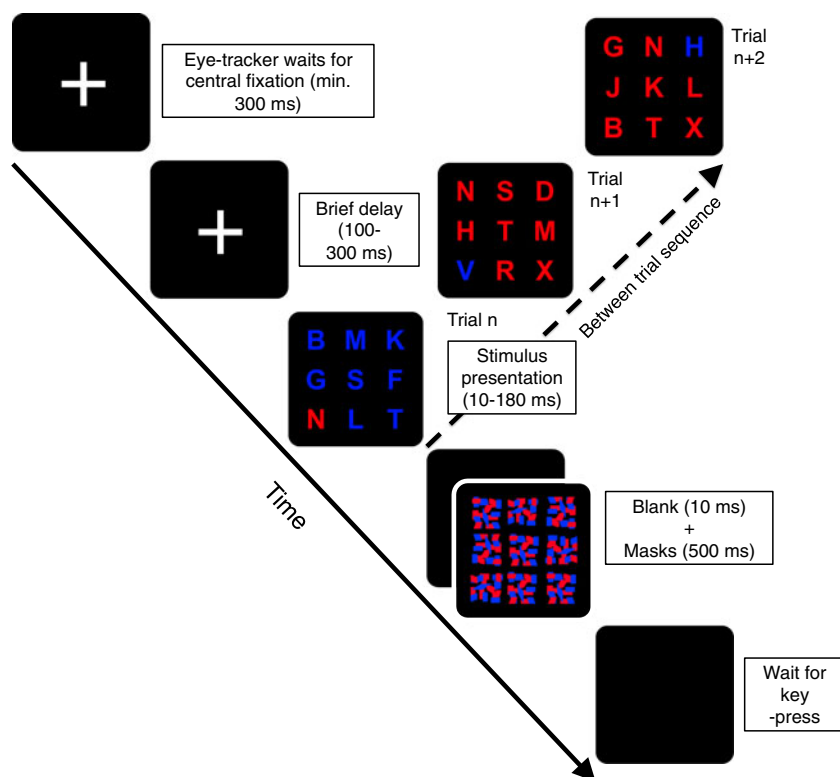 Eye-tracker waits for
central fixation (min.
300 ms)
G N H
J K L
B T X
Trial
n+2
Brief delay
(100-
300 ms)
N S D
H T M
V R X
Trial
n+1
Between trial sequence
B M K
G S F
N L T
Trial n
Stimulus
presentation
(10-180 ms)
Time
Blank (10 ms)
+
Masks (500 ms)
Wait for
key
-press